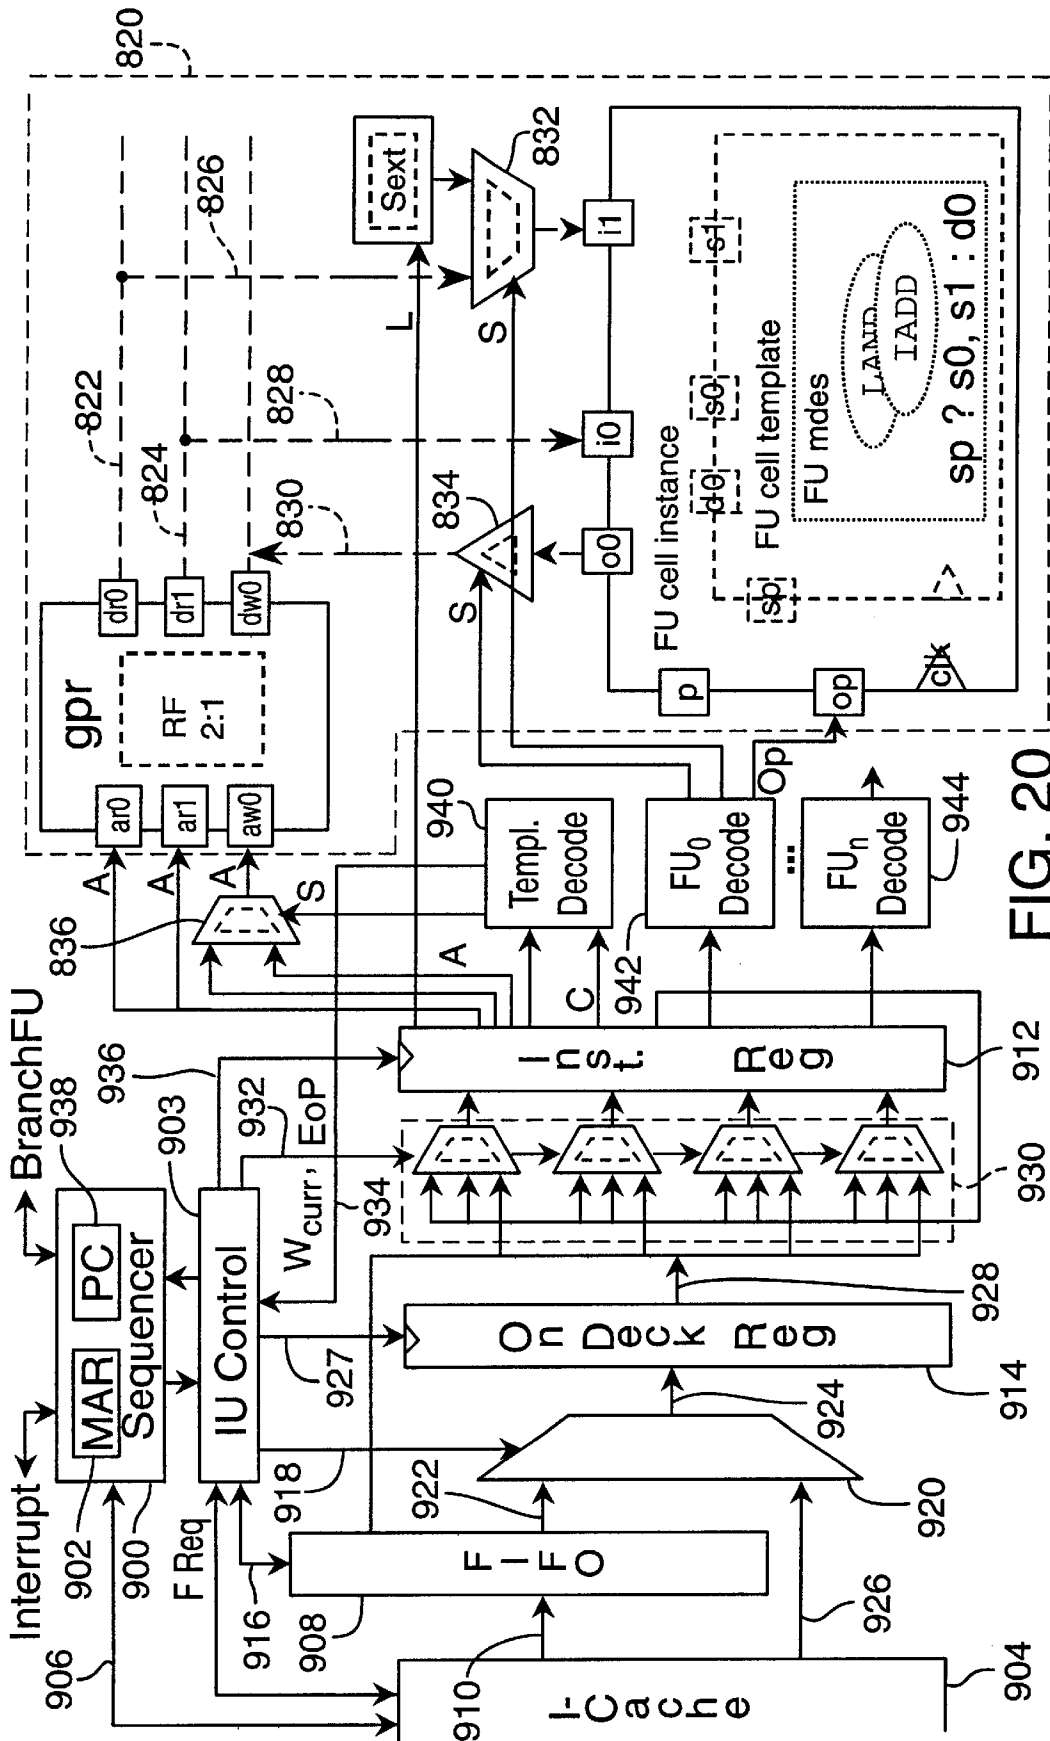 Interrupt
BranchFU
906
902
900
MAR
PC
Sequencer
938
903
936
IU Control
932
F Req
916
918
927
W curr, EoP
934
908
FIFO
910
I-Cache
904
922
926
920
924
On Deck Reg
914
928
930
Inst. Reg
912
836
A
A
A
S
A
C
940
Templ. Decode
942
FU0 Decode
...
FUn Decode
944
Op
L
S
S
820
gpr
RF 2:1
ar0
ar1
aw0
dr0
dr1
dw0
822
824
826
828
830
834
832
Sext
o0
i0
i1
p
op
clk
FU cell instance
sp
d0
s0
s1
FU cell template
FU mdes
LAND
IADD
sp ? s0, s1 : d0
FIG. 20